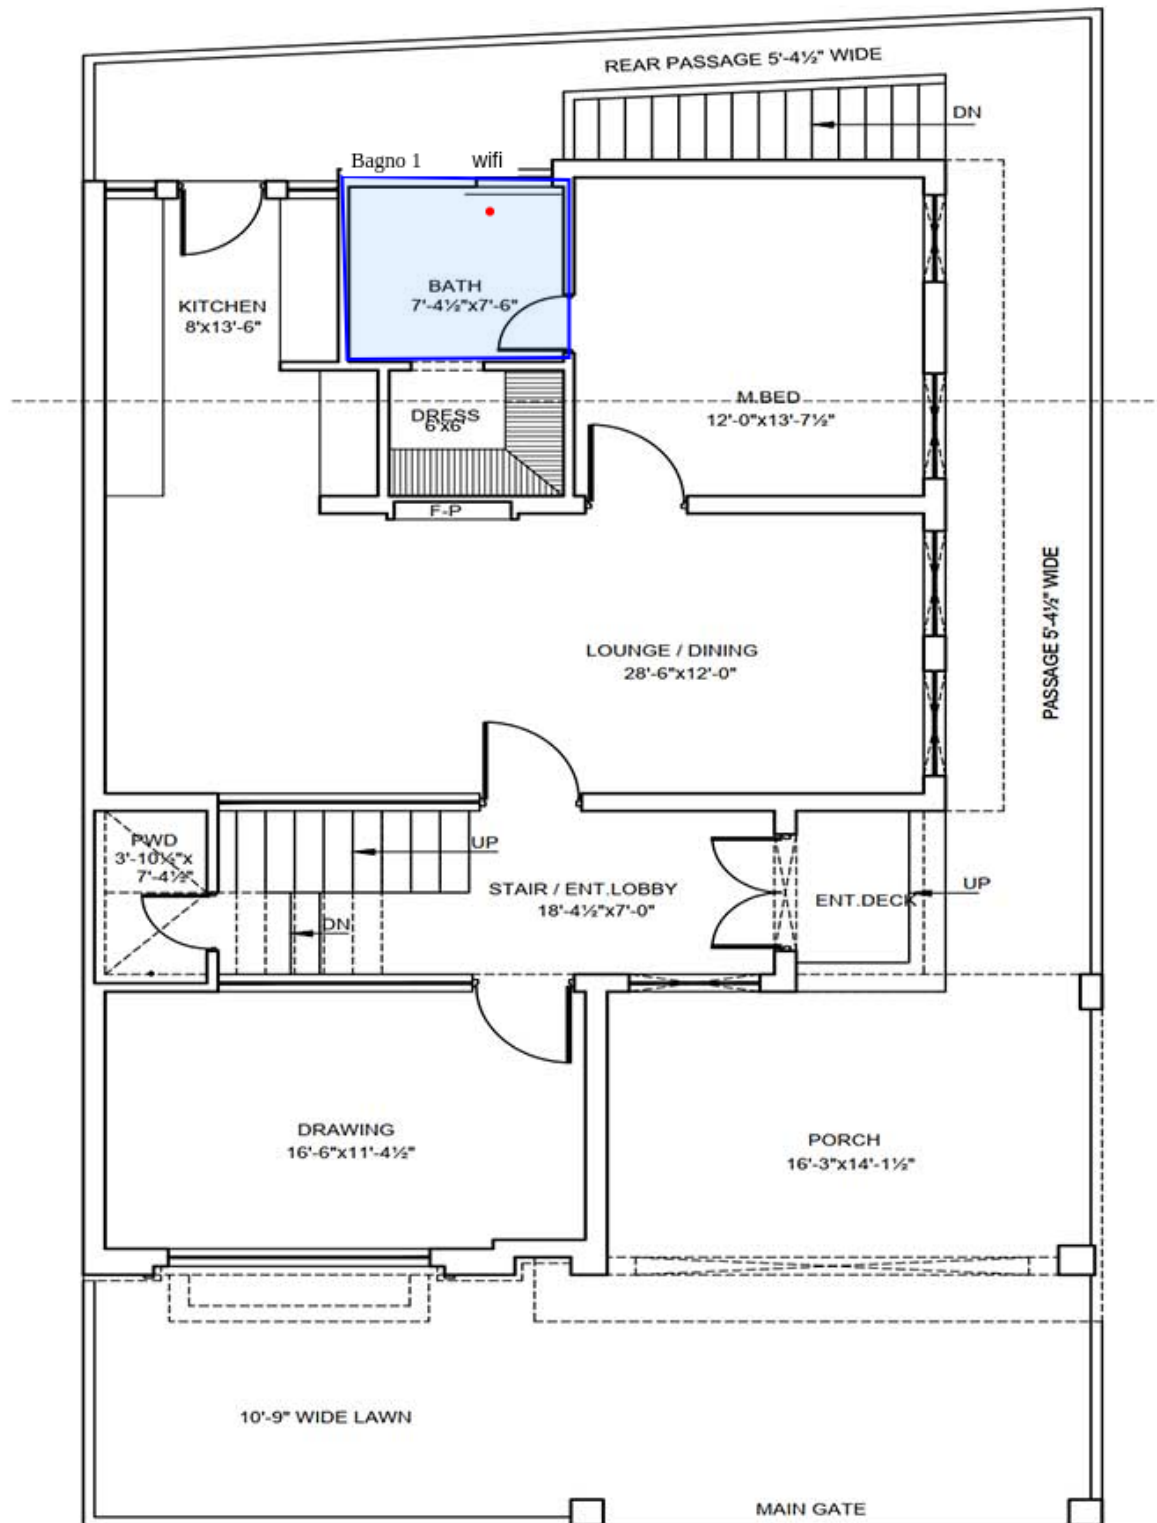 REAR PASSAGE 5'-4½" WIDE
DN
Bagno 1
wifi
BATH
7'-4½"x7'-6"
KITCHEN
8'x13'-6"
M.BED
12'-0"x13'-7½"
DRESS
6'x6'
F-P
PASSAGE 5'-4½" WIDE
LOUNGE / DINING
28'-6"x12'-0"
PWD
3'-10½"x
7'-4½"
UP
STAIR / ENT.LOBBY
18'-4½"x7'-0"
DN
ENT.DECK
UP
DRAWING
16'-6"x11'-4½"
PORCH
16'-3"x14'-1½"
10'-9" WIDE LAWN
MAIN GATE